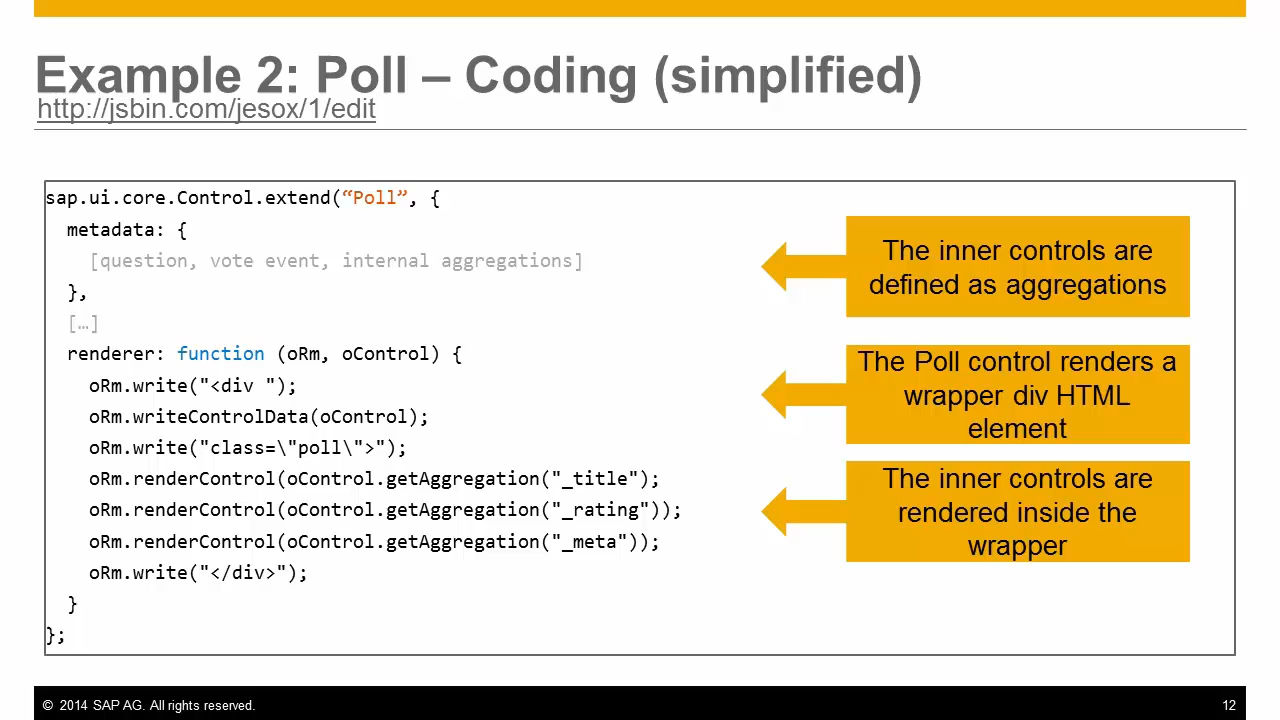 Example 2: Poll – Coding (simplified)
http://jsbin.com/jesox/1/edit
sap.ui.core.Control.extend(“Poll”, {
metadata: {
[question, vote event, internal aggregations]
},
[…]
renderer: function (oRm, oControl) {
oRm.write("<div ");
oRm.writeControlData(oControl);
oRm.write("class=\"poll\">");
oRm.renderControl(oControl.getAggregation("_title");
oRm.renderControl(oControl.getAggregation("_rating"));
oRm.renderControl(oControl.getAggregation("_meta"));
oRm.write("</div>");
}
};
The inner controls are
defined as aggregations
The Poll control renders a
wrapper div HTML
element
The inner controls are
rendered inside the
wrapper
© 2014 SAP AG. All rights reserved.
12